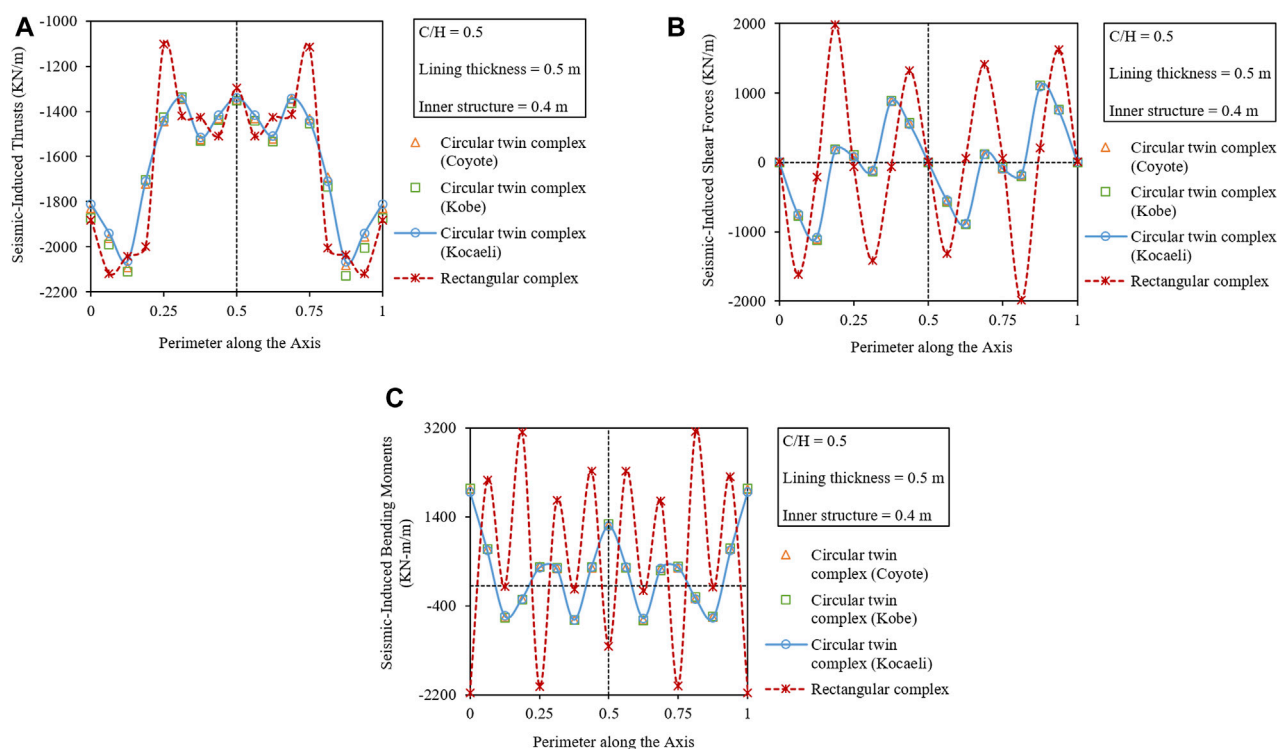 A
Seismic-Induced Thrusts (KN/m)
-1000
-1200
-1400
-1600
-1800
-2000
-2200
0
0.25
0.5
0.75
1
Perimeter along the Axis
C/H = 0.5
Lining thickness = 0.5 m
Inner structure = 0.4 m
Circular twin complex
(Coyote)
Circular twin complex
(Kobe)
Circular twin complex
(Kocaeli)
Rectangular complex
B
Seismic-Induced Shear Forces (KN/m)
2000
1000
0
-1000
-2000
0
0.25
0.5
0.75
1
Perimeter along the Axis
C/H = 0.5
Lining thickness = 0.5 m
Inner structure = 0.4 m
Circular twin complex
(Coyote)
Circular twin complex
(Kobe)
Circular twin complex
(Kocaeli)
Rectangular complex
C
Seismic-Induced Bending Moments
(KN-m/m)
3200
1400
-400
-2200
0
0.25
0.5
0.75
1
Perimeter along the Axis
C/H = 0.5
Lining thickness = 0.5 m
Inner structure = 0.4 m
Circular twin
complex (Coyote)
Circular twin
complex (Kobe)
Circular twin
complex (Kocaeli)
Rectangular complex